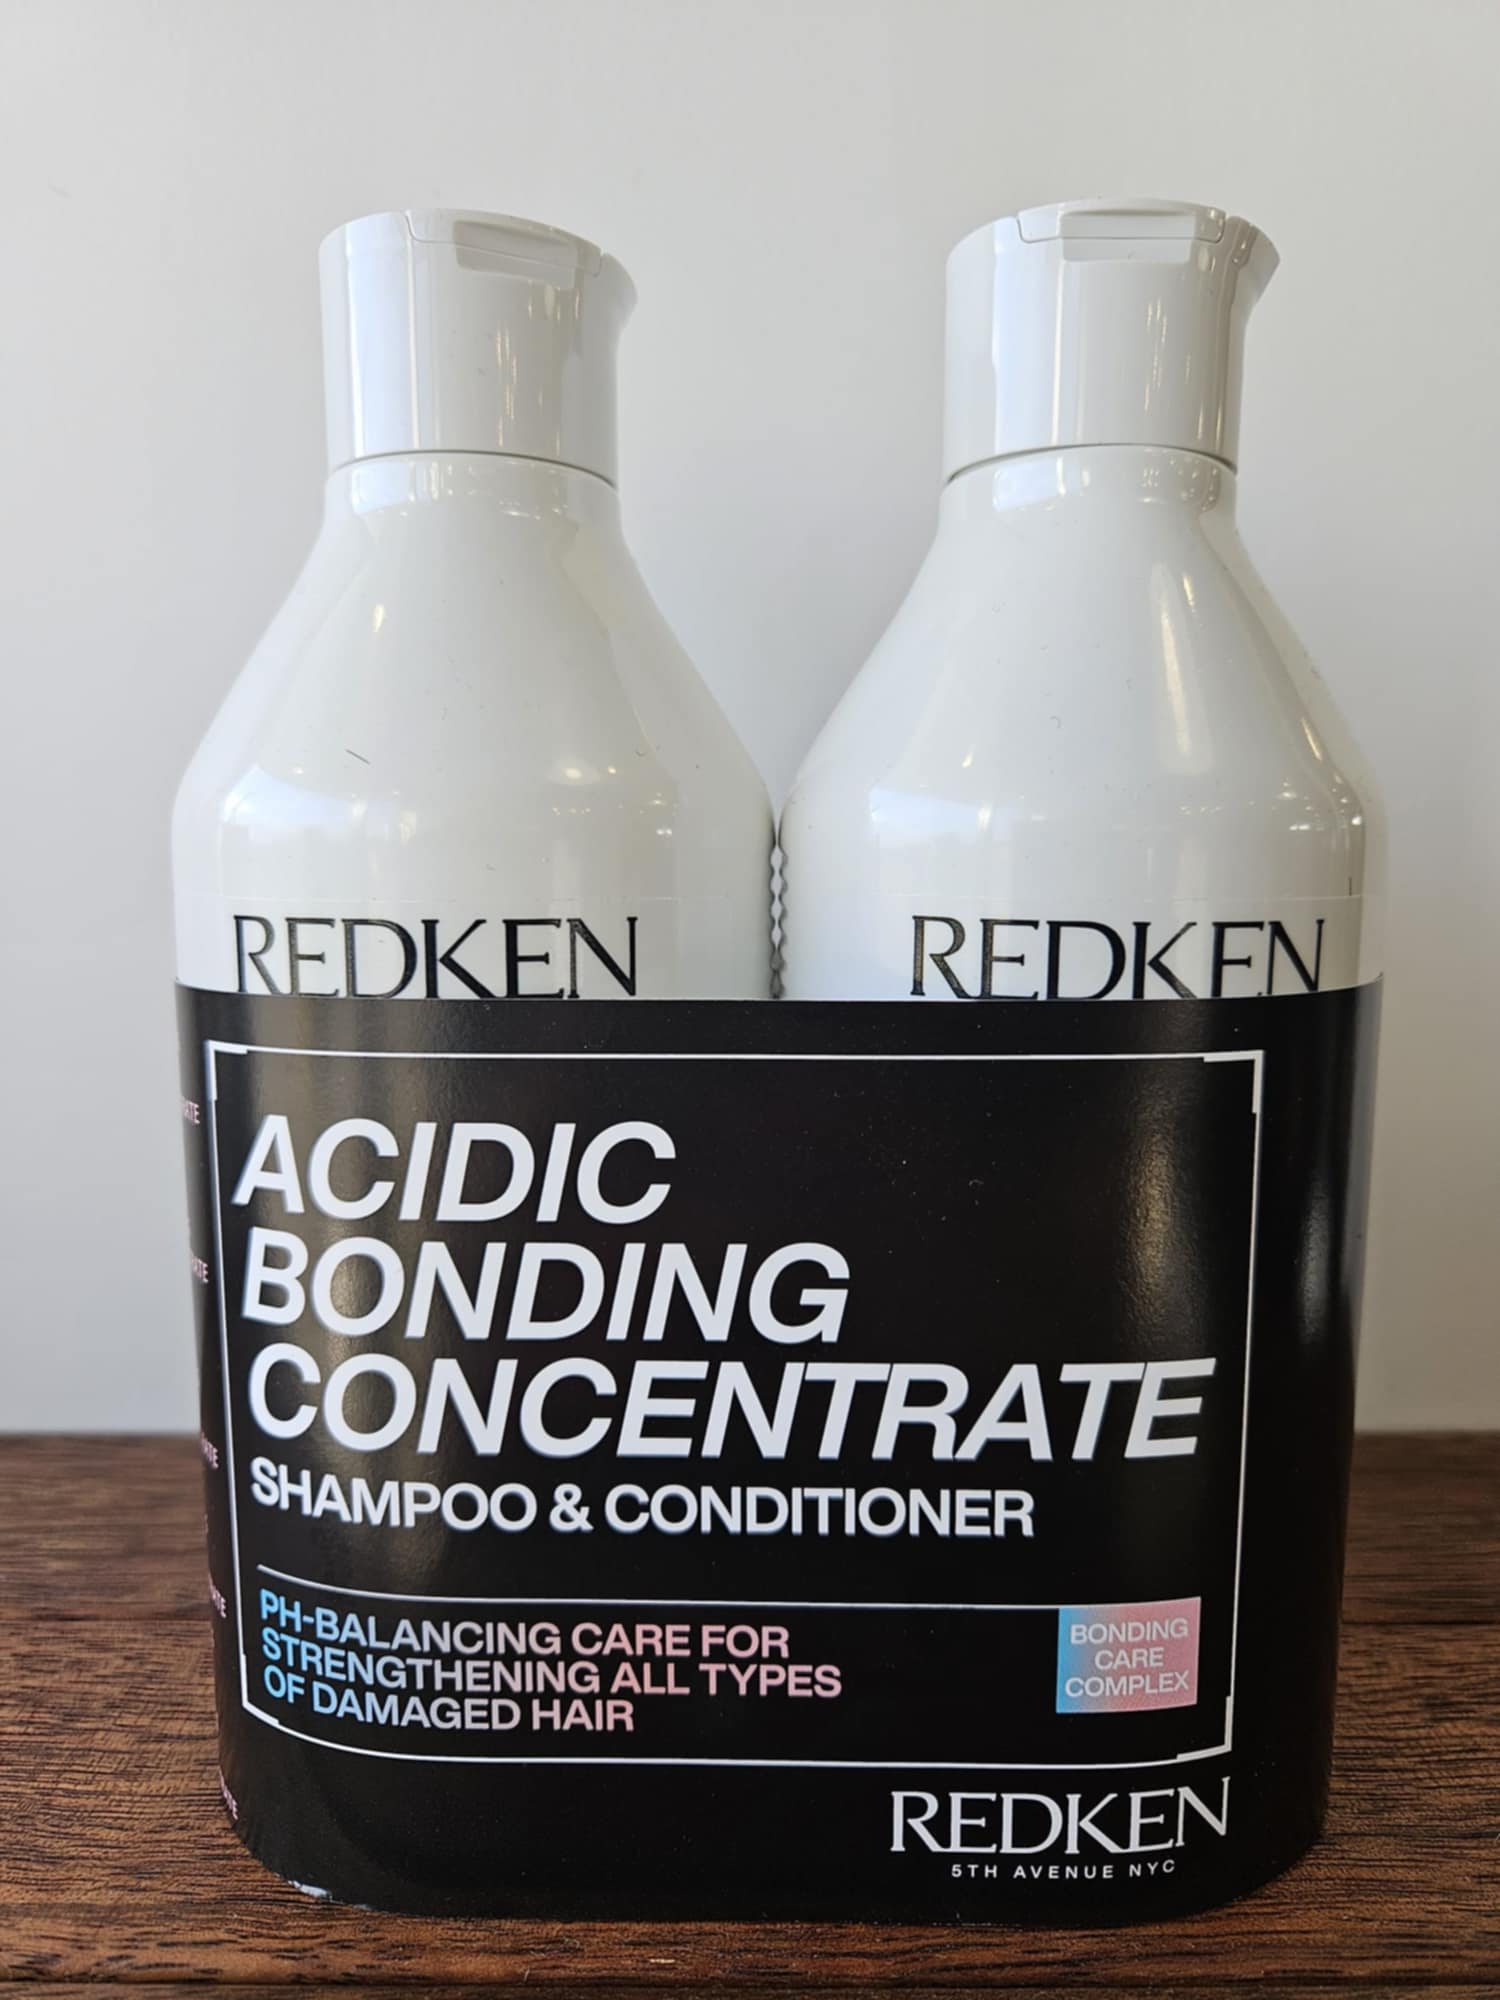 REDKEN
REDKEN
ACIDIC
BONDING
CONCENTRATE
SHAMPOO & CONDITIONER
PH-BALANCING CARE FOR
STRENGTHENING ALL TYPES
OF DAMAGED HAIR
BONDING
CARE
COMPLEX
REDKEN
5TH AVENUE NYC